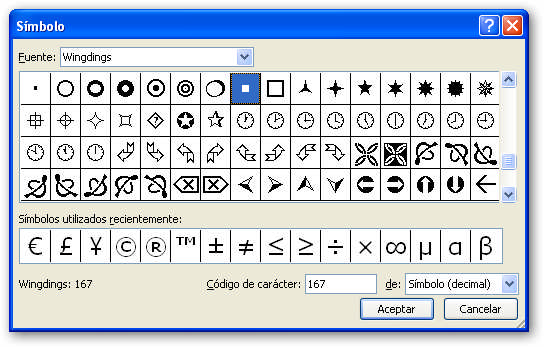 Símbolo
Fuente: Wingdings
Símbolos utilizados recientemente:
€ £ ¥ © ® ™ ± ≠ ≤ ≥ ÷ × ∞ µ α β
Wingdings: 167 Código de carácter: 167 de: Símbolo (decimal)
Aceptar Cancelar